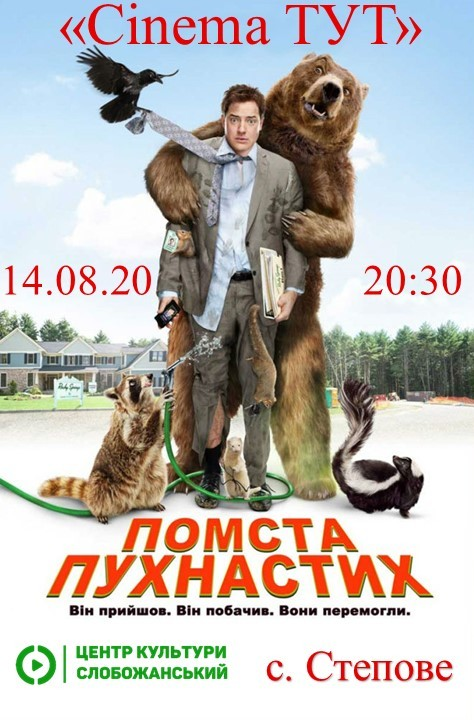 «Cinema ТУТ»
14.08.20 20:30
ПОМСТА
ПУХНАСТИХ
Він прийшов. Він побачив. Вони перемогли.
ЦЕНТР КУЛЬТУРИ
СЛОБОЖАНСЬКИЙ
с. Степове